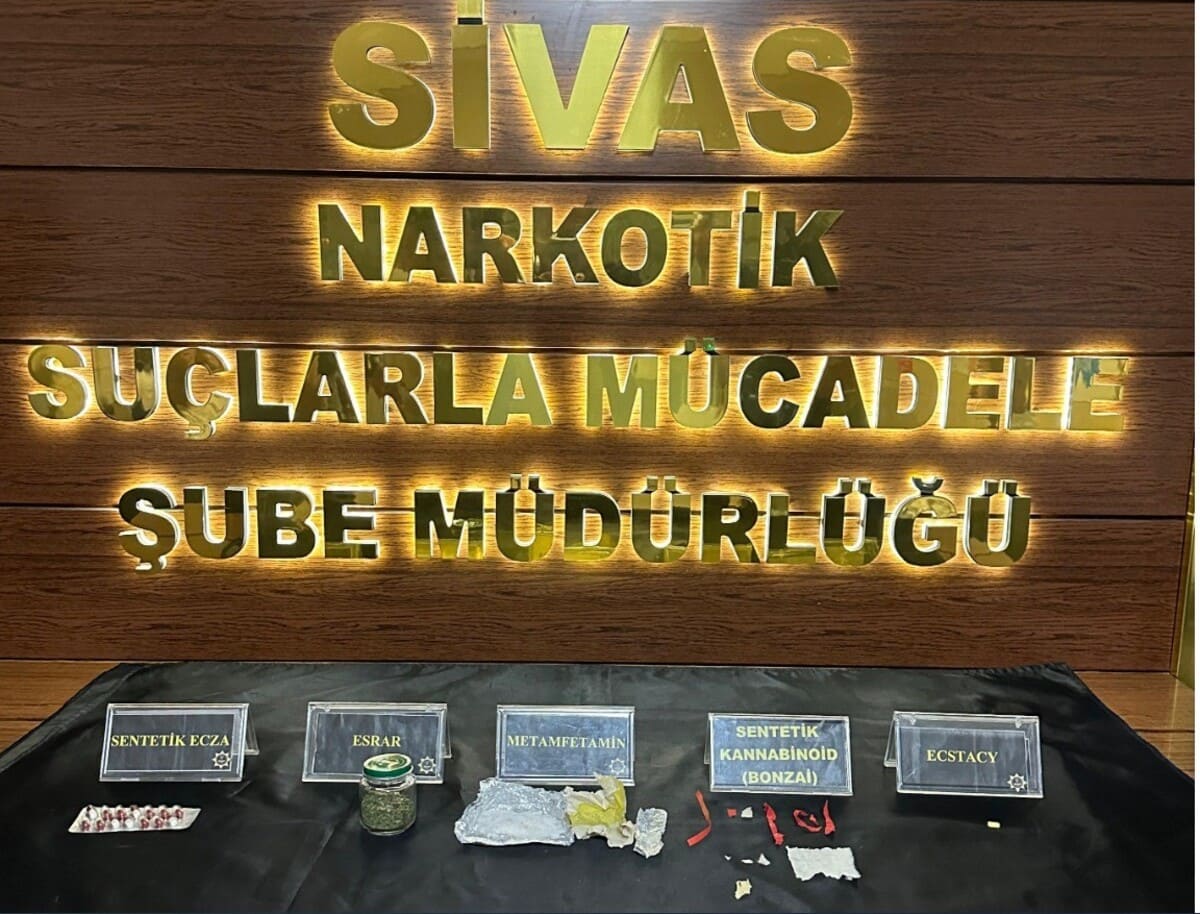 SİVAS
NARKOTİK
SUÇLARLA MÜCADELE
ŞUBE MÜDÜRLÜĞÜ
SENTETİK ECZA
ESRAR
METAMFETAMİN
SENTETİK
KANNABİNOİD
(BONZAİ)
ECSTACY